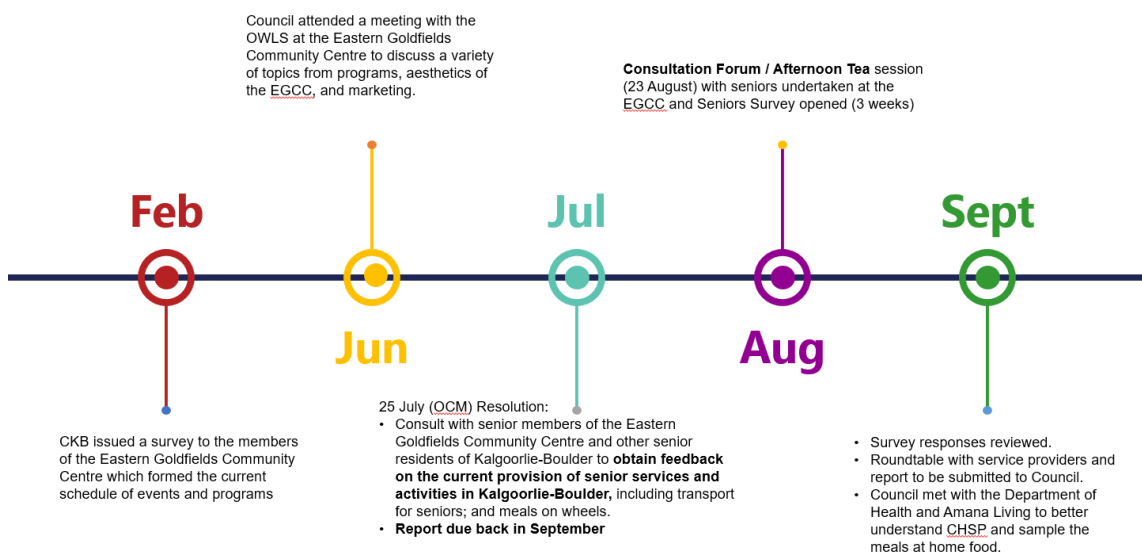 Council attended a meeting with the
OWLS at the Eastern Goldfields
Community Centre to discuss a variety
of topics from programs, aesthetics of
the EGCC, and marketing.
Consultation Forum / Afternoon Tea session
(23 August) with seniors undertaken at the
EGCC and Seniors Survey opened (3 weeks)
Feb
Jul
Sept
Jun
Aug
CKB issued a survey to the members
of the Eastern Goldfields Community
Centre which formed the current
schedule of events and programs
25 July (OCM) Resolution:
• Consult with senior members of the Eastern
Goldfields Community Centre and other senior
residents of Kalgoorlie-Boulder to obtain feedback
on the current provision of senior services and
activities in Kalgoorlie-Boulder, including transport
for seniors; and meals on wheels.
• Report due back in September
• Survey responses reviewed.
• Roundtable with service providers and
report to be submitted to Council.
• Council met with the Department of
Health and Amana Living to better
understand CHSP and sample the
meals at home food.